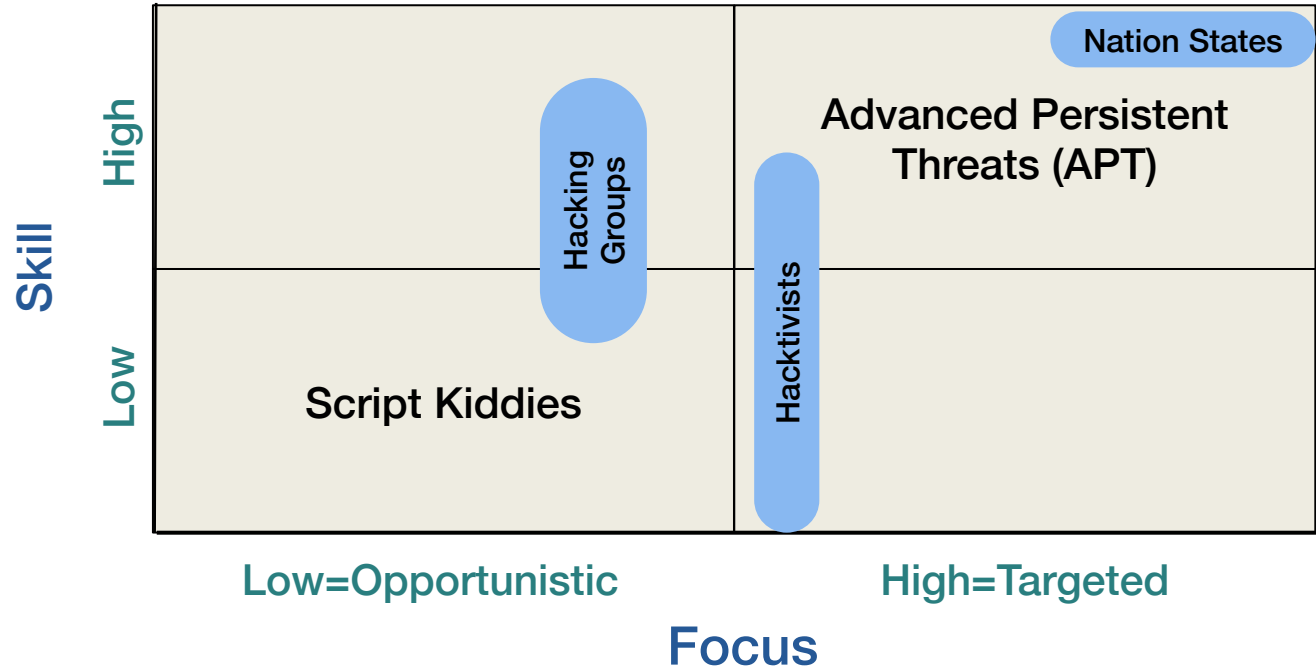 Nation States
Advanced Persistent
Threats (APT)
High
Hacking
Groups
Skill
Hacktivists
Low
Script Kiddies
Low=Opportunistic
High=Targeted
Focus